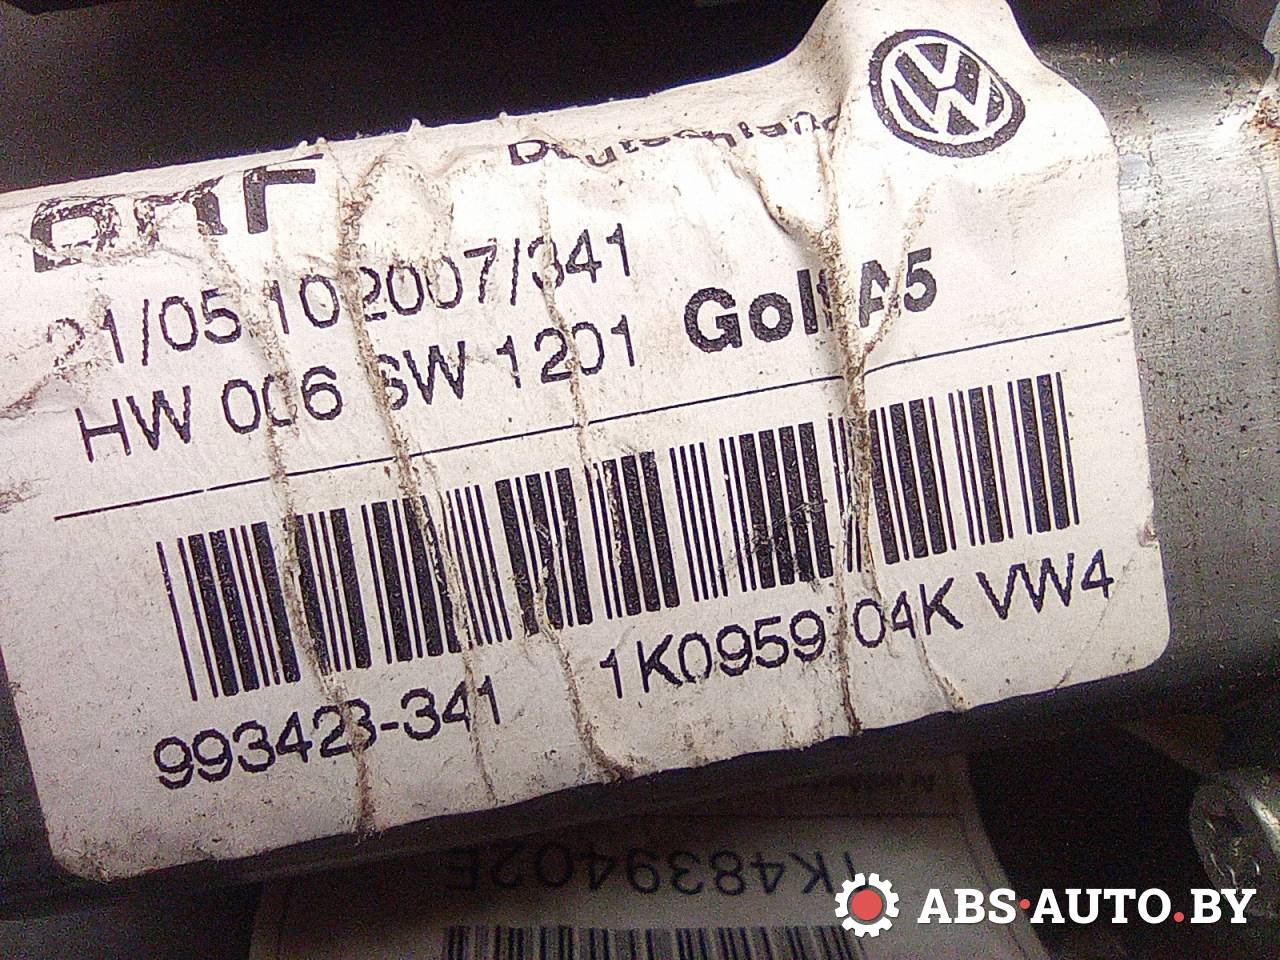 Deutschland
21/05 10 2007/341
HW 006 SW 1201 Golf A5
993423-341 1K0959704K VW4
1K4839402E
ABS·AUTO.BY